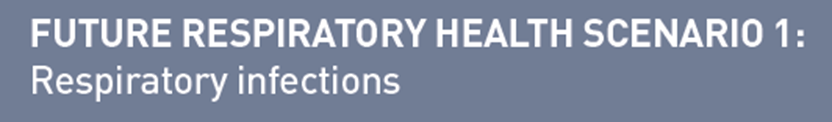 FUTURE RESPIRATORY HEALTH SCENARIO 1:
Respiratory infections